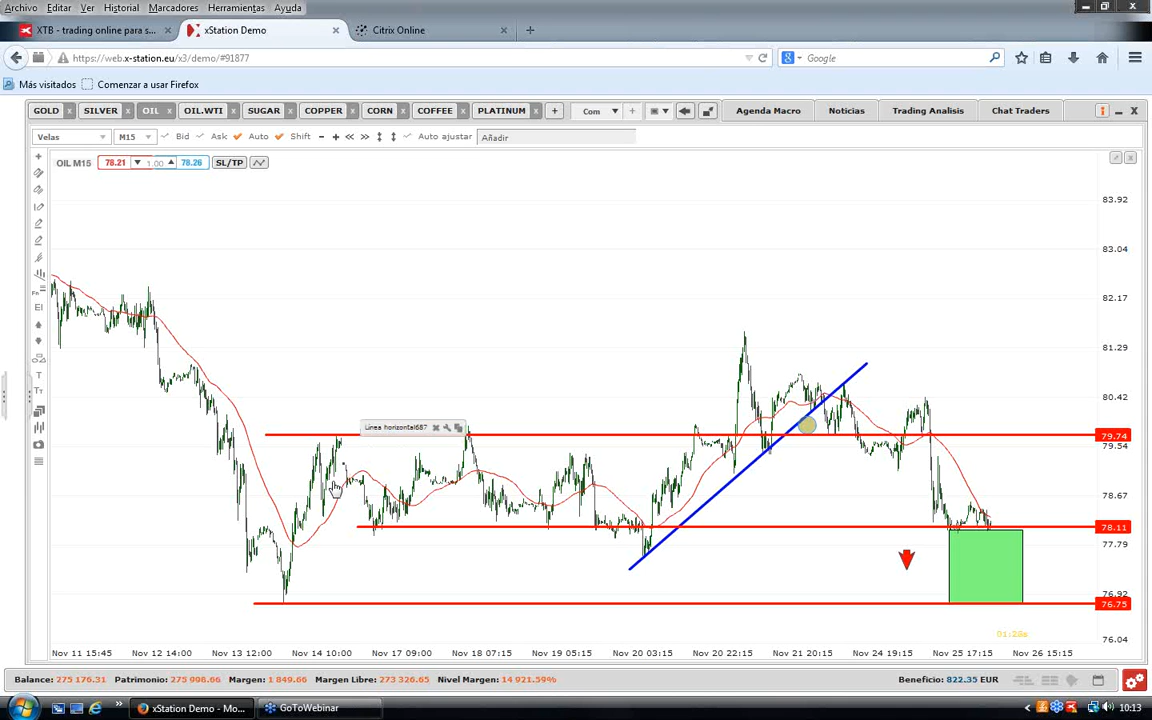 Archivo Editar Ver Historial Marcadores Herramientas Ayuda
XTB - trading online para s... xStation Demo Citrix Online
https://web.x-station.eu/x3/demo/#91877 Google
Más visitados Comenzar a usar Firefox
GOLD SILVER OIL OIL.WTI SUGAR COPPER CORN COFFEE PLATINUM + Com Agenda Macro Noticias Trading Analisis Chat Traders
Velas M15 Bid Ask Auto Shift Auto ajustar Añadir
OIL M15 78.21 1.00 78.26 SL/TP
83.92
83.04
82.17
81.29
80.42
Linea horizontal687
79.74
79.54
78.67
78.11
77.79
76.92
76.75
01:26s
76.04
Nov 11 15:45 Nov 12 14:00 Nov 13 12:00 Nov 14 10:00 Nov 17 09:00 Nov 18 07:15 Nov 19 05:15 Nov 20 03:15 Nov 20 22:15 Nov 21 20:15 Nov 24 19:15 Nov 25 17:15 Nov 26 15:15
Balance: 275 176.31 Patrimonio: 275 998.66 Margen: 1 849.66 Margen Libre: 273 326.65 Nivel Margen: 14 921.59% Beneficio: 822.35 EUR
xStation Demo - Mo... GoToWebinar 10:13